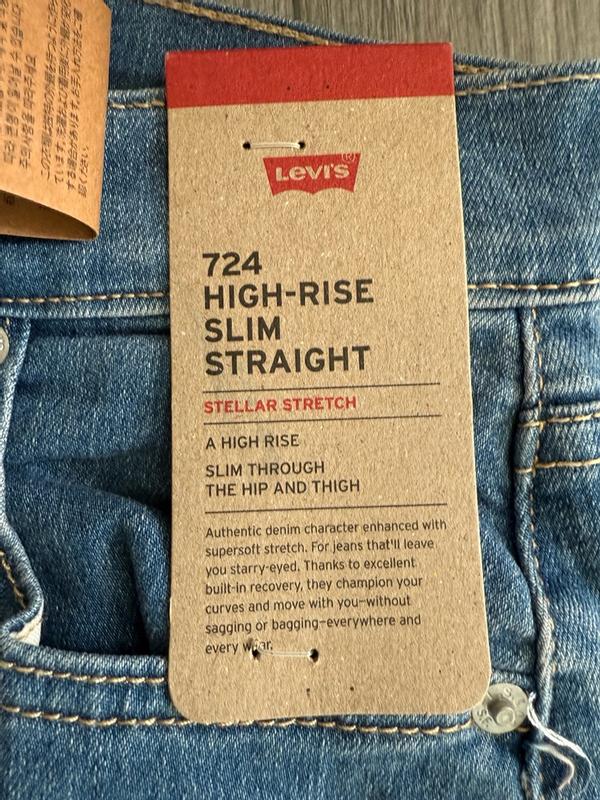 Levi's®
724
HIGH-RISE
SLIM
STRAIGHT
STELLAR STRETCH
A HIGH RISE
SLIM THROUGH
THE HIP AND THIGH
Authentic denim character enhanced with
supersoft stretch. For jeans that'll leave
you starry-eyed. Thanks to excellent
built-in recovery, they champion your
curves and move with you—without
sagging or bagging—everywhere and
every wear.